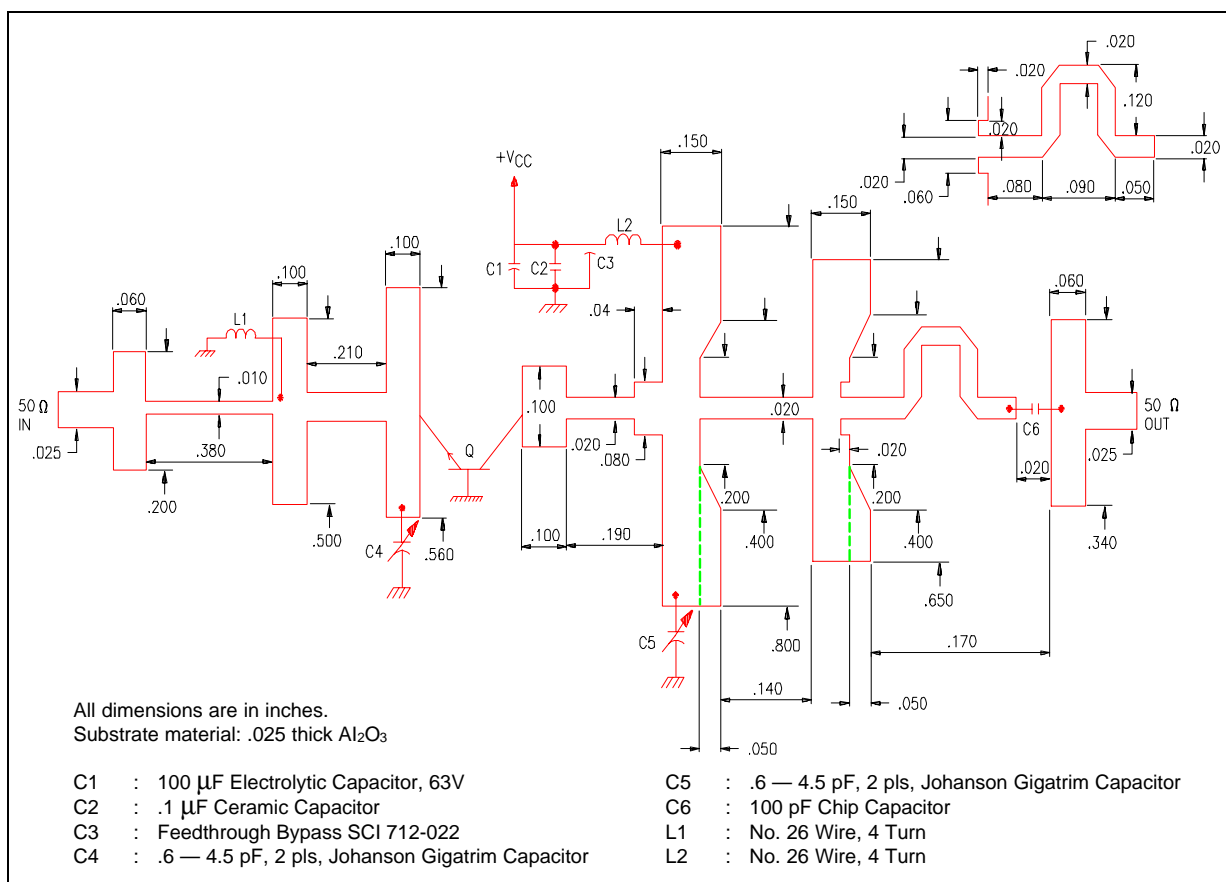 .020
.020
.120
.020
.020
.020
.060
.080
.090
.050
.150
+VCC
L2
.150
C1
C2
C3
.100
.100
.060
.04
.060
L1
.210
.010
50 Ω
IN
.025
.380
.200
.500
Q
C4
.560
.100
.020
.080
.100
.190
.020
.020
C6
.020
50 Ω
OUT
.025
.200
.400
.200
.400
.340
C5
.800
.650
.170
.140
.050
.050
All dimensions are in inches.
Substrate material: .025 thick Al₂O₃
C1 : 100 µF Electrolytic Capacitor, 63V
C2 : .1 µF Ceramic Capacitor
C3 : Feedthrough Bypass SCI 712-022
C4 : .6 — 4.5 pF, 2 pls, Johanson Gigatrim Capacitor
C5 : .6 — 4.5 pF, 2 pls, Johanson Gigatrim Capacitor
C6 : 100 pF Chip Capacitor
L1 : No. 26 Wire, 4 Turn
L2 : No. 26 Wire, 4 Turn